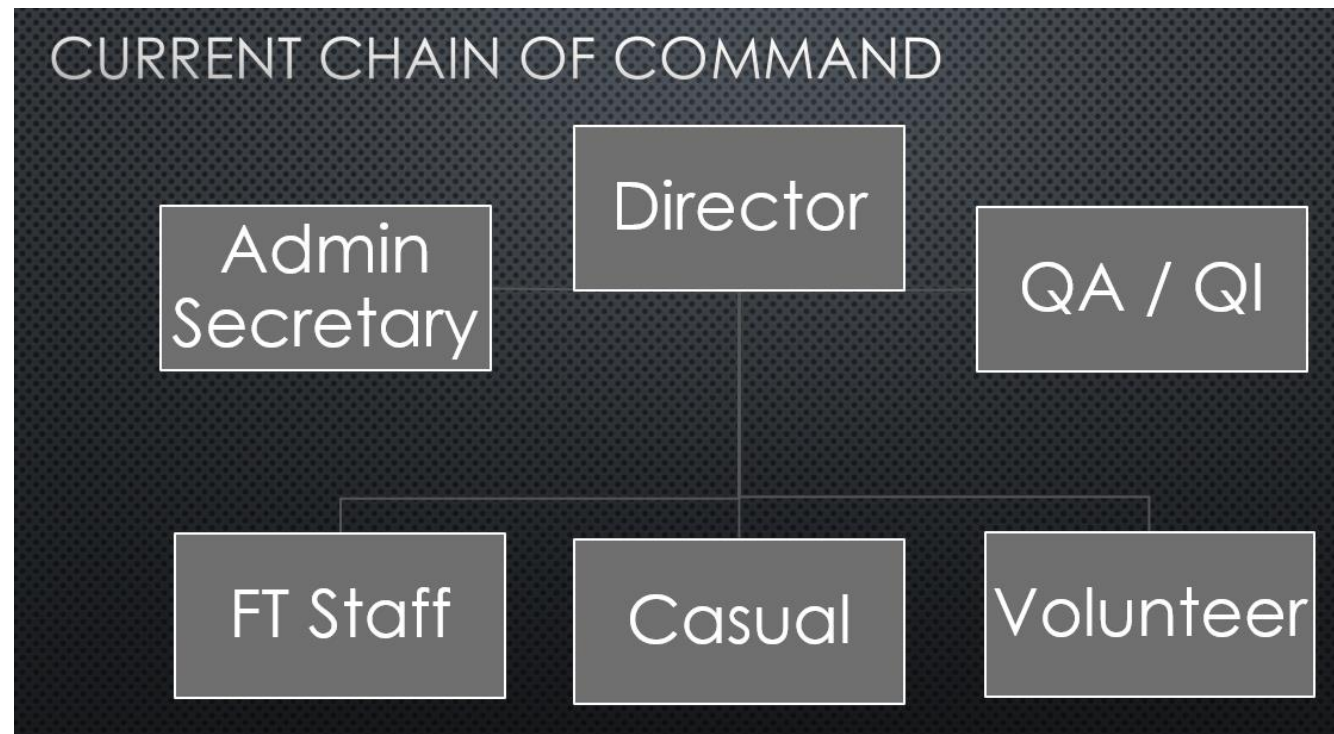 CURRENT CHAIN OF COMMAND
Director
Admin
Secretary
QA / QI
FT Staff
Casual
Volunteer